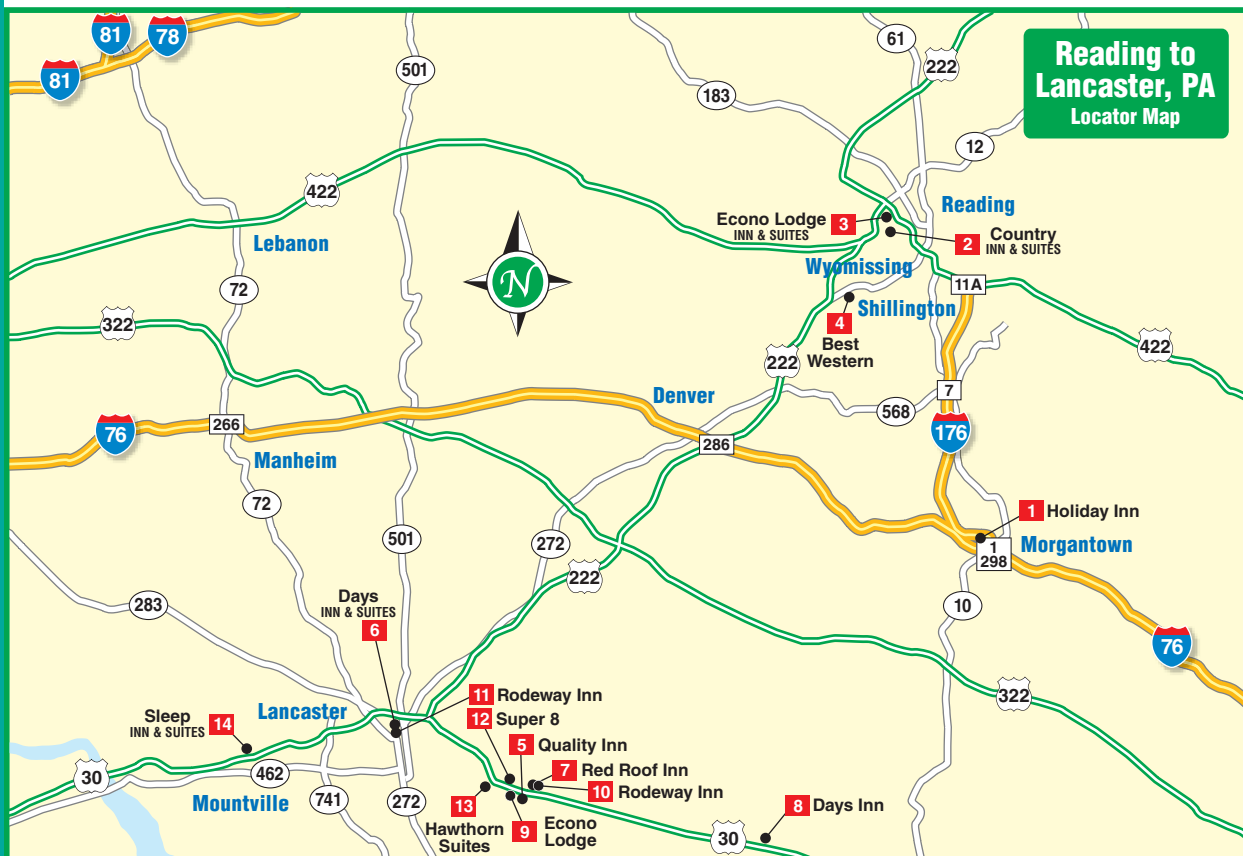 Reading to
Lancaster, PA
Locator Map
81
78
81
501
61
222
183
12
422
Reading
Econo Lodge
INN & SUITES
3
2
Country
INN & SUITES
Lebanon
Wyomissing
72
11A
Shillington
322
4
Best
Western
222
422
Denver
7
568
76
266
286
176
Manheim
72
501
272
1
Holiday Inn
Morgantown
1
298
222
283
10
Days
INN & SUITES
6
76
322
11
Rodeway Inn
Lancaster
12
Super 8
Sleep
INN & SUITES
14
5
Quality Inn
7
Red Roof Inn
10
Rodeway Inn
30
462
Mountville
741
272
13
Hawthorn
Suites
9
Econo
Lodge
8
Days Inn
30
N